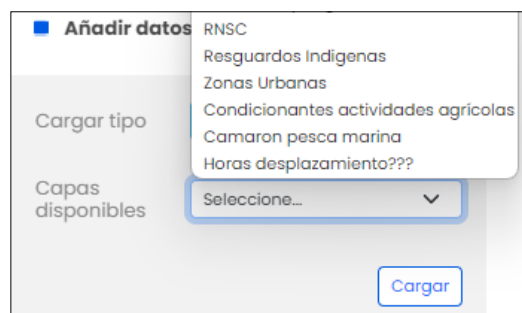 Añadir datos
RNSC
Resguardos Indigenas
Zonas Urbanas
Condicionantes actividades agrícolas
Camaron pesca marina
Horas desplazamiento???
Cargar tipo
Capas
disponibles
Seleccione...
Cargar